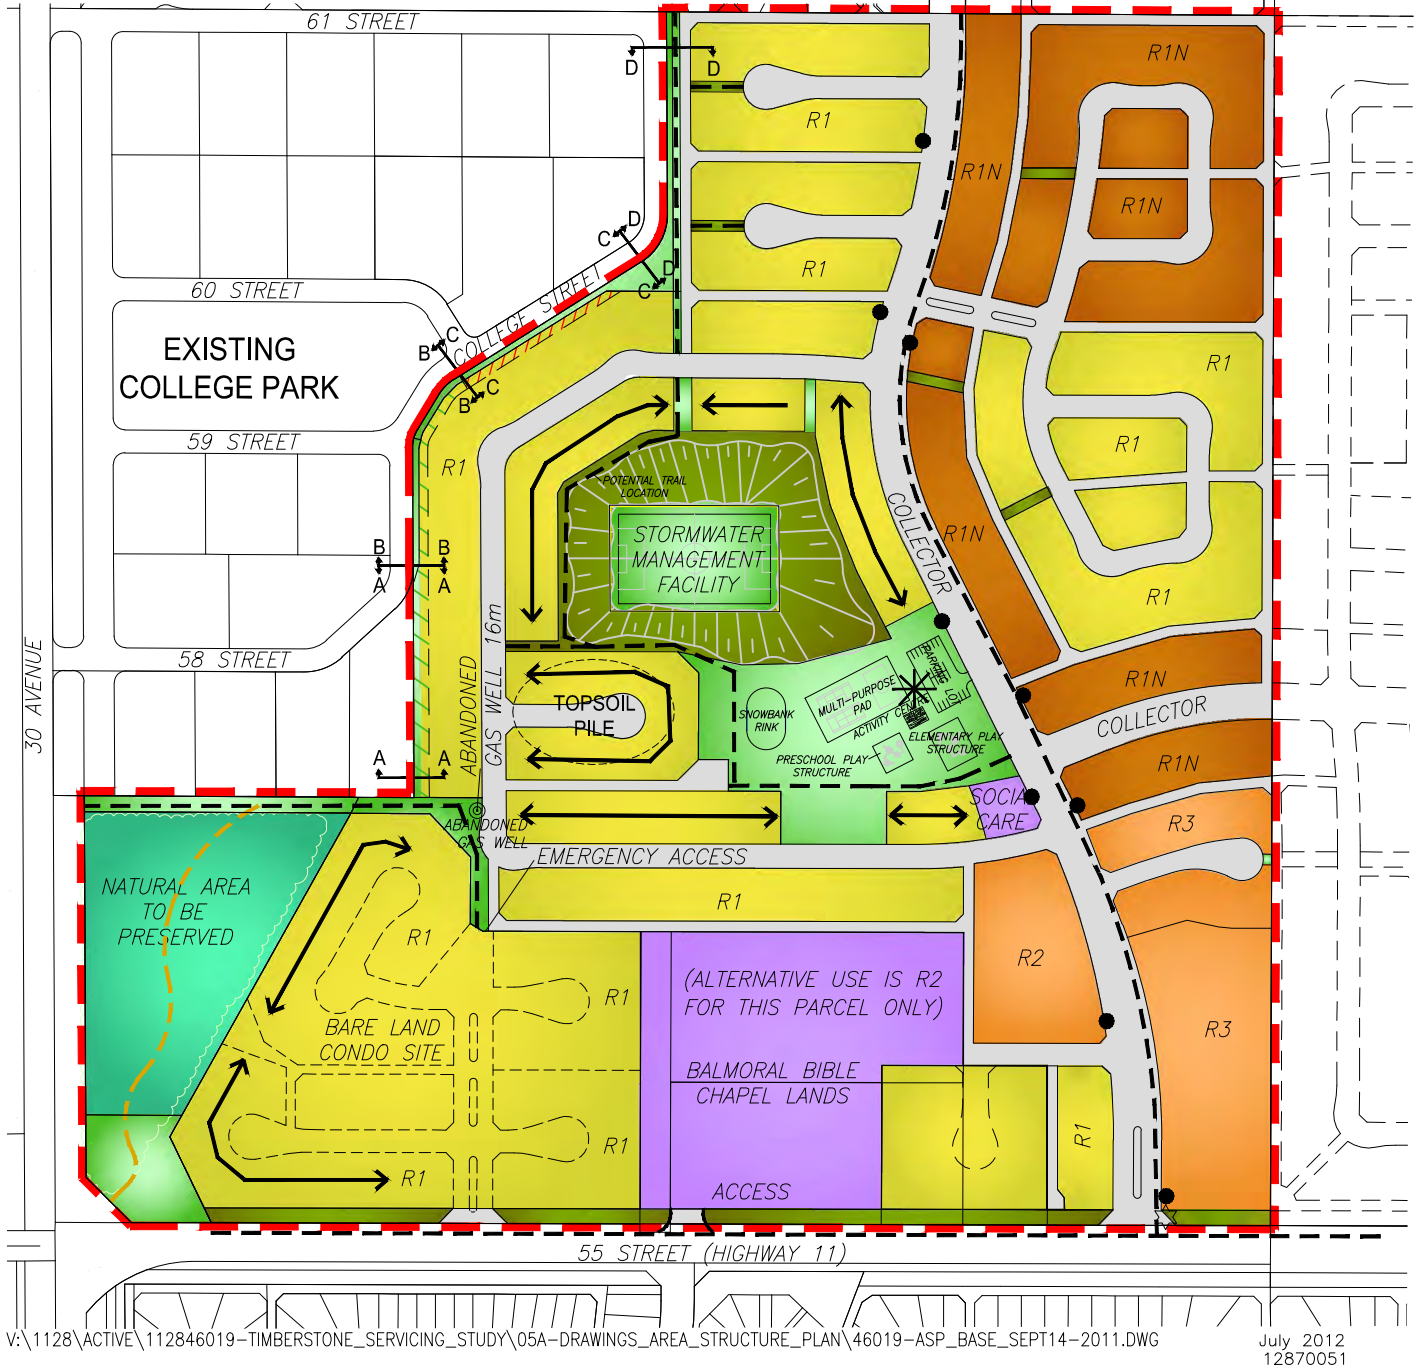 61 STREET
D
D
R1N
R1
R1N
R1N
D
C
R1
D
C
60 STREET
COLLEGE STREET
EXISTING
COLLEGE PARK
C
B
C
B
R1
R1
59 STREET
R1
POTENTIAL TRAIL
LOCATION
STORMWATER
MANAGEMENT
FACILITY
COLLECTOR
R1N
B
B
A
A
R1
30 AVENUE
58 STREET
ABANDONED
GAS WELL 16m
TOPSOIL
PILE
SNOWBANK
RINK
MULTI-PURPOSE
PAD
ACTIVITY CENTRE
PARKING LOT
ELEMENTARY PLAY
STRUCTURE
PRESCHOOL PLAY
STRUCTURE
R1N
COLLECTOR
R1N
A
A
SOCIAL
CARE
R3
ABANDONED
GAS WELL
EMERGENCY ACCESS
NATURAL AREA
TO BE
PRESERVED
R1
R1
R2
R1
(ALTERNATIVE USE IS R2
FOR THIS PARCEL ONLY)
BARE LAND
CONDO SITE
R3
BALMORAL BIBLE
CHAPEL LANDS
R1
R1
R1
ACCESS
55 STREET (HIGHWAY 11)
V:\1128\ACTIVE\112846019-TIMBERSTONE_SERVICING_STUDY\05A-DRAWINGS_AREA_STRUCTURE_PLAN\46019-ASP_BASE_SEPT14-2011.DWG
July 2012
12870051